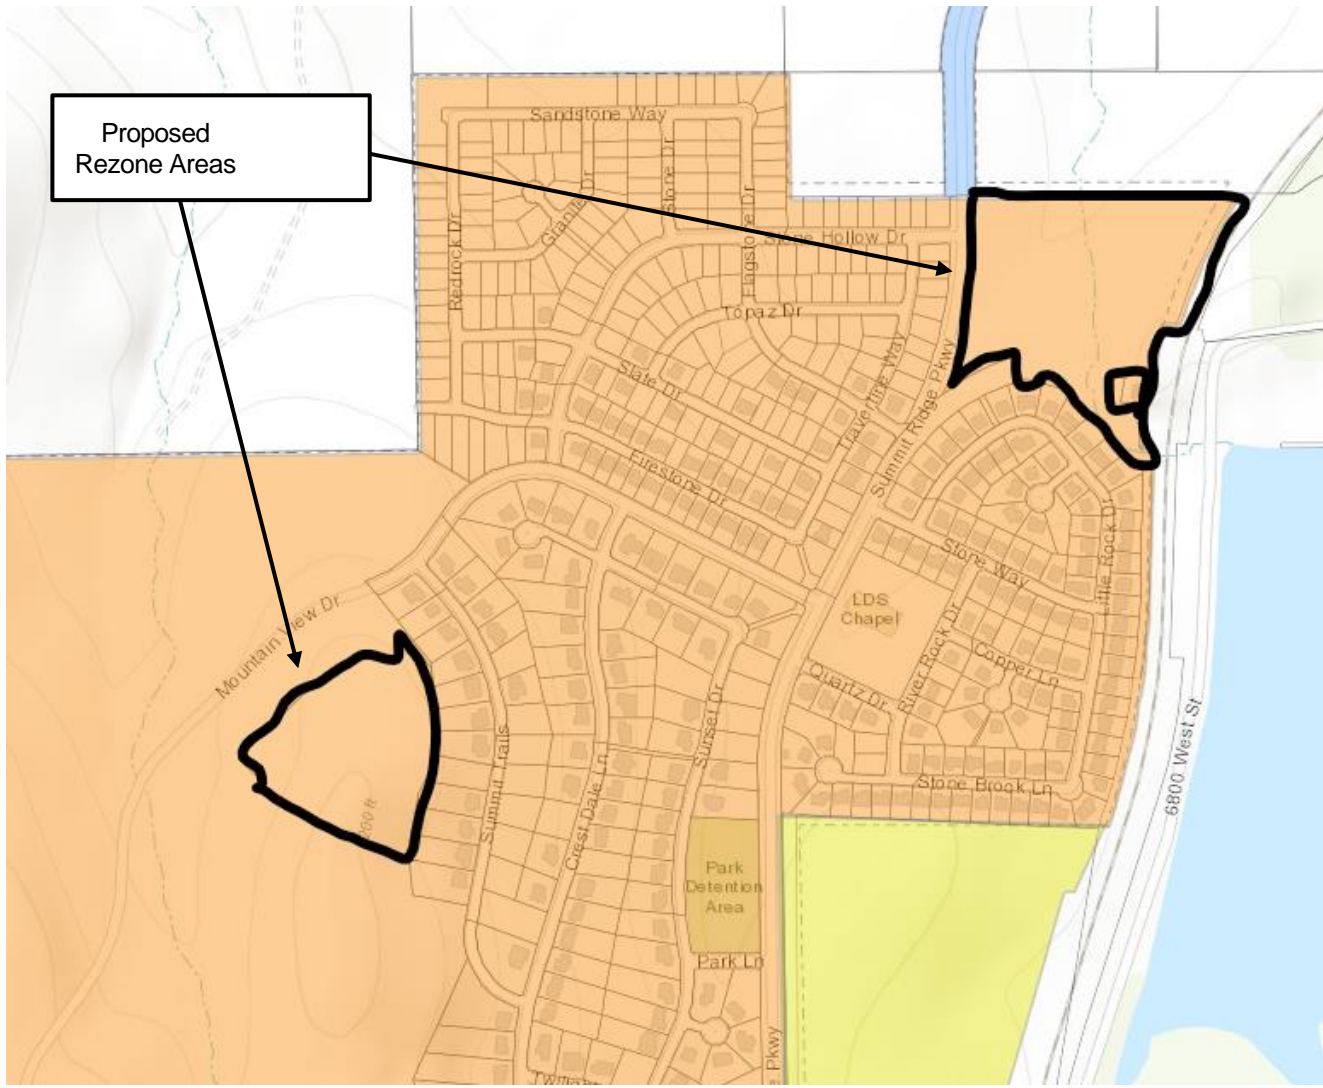 Proposed
Rezone Areas
Sandstone Way
Stone Dr
Granite Dr
Redrock Dr
Flagstone Dr
Stone Hollow Dr
Topaz Dr
Slate Dr
Travertine Way
Summit Ridge Pkwy
Firestone Dr
Stone Way
Little Rock Dr
LDS
Chapel
River Rock Dr
Copper Ln
Quartz Dr
Mountain View Dr
Sunset Dr
Summit Trails
Crest Dale Ln
Stone Brook Ln
6800 West St
Park
Detention
Area
Park Ln
e Pkwy